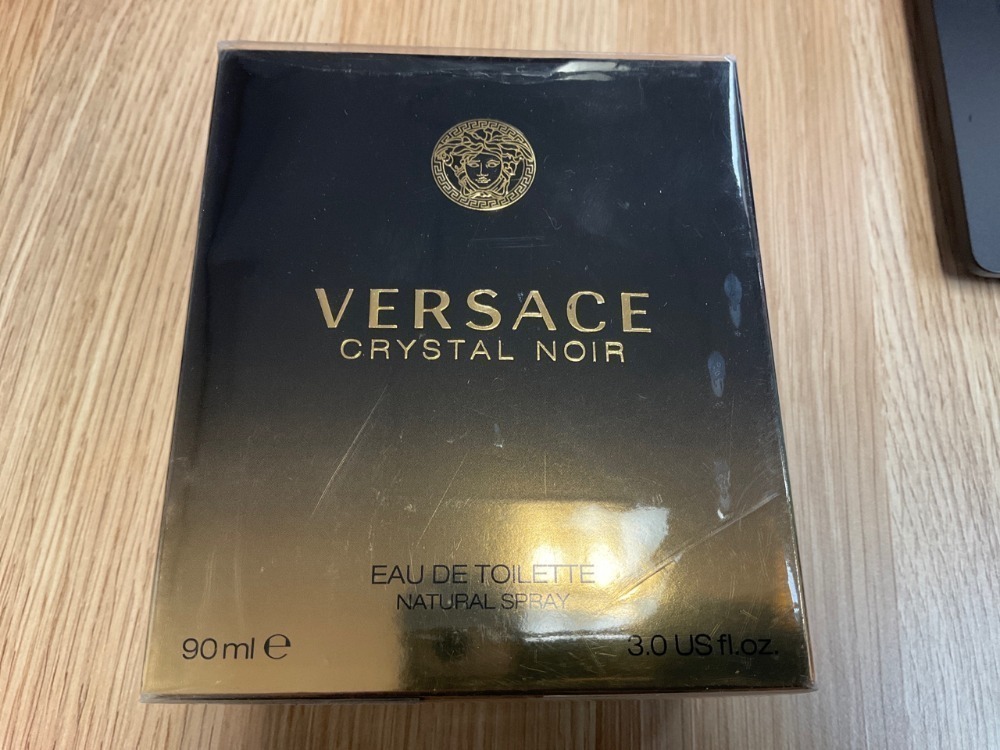 VERSACE
CRYSTAL NOIR
EAU DE TOILETTE
NATURAL SPRAY
90 ml ℮
3.0 US fl.oz.